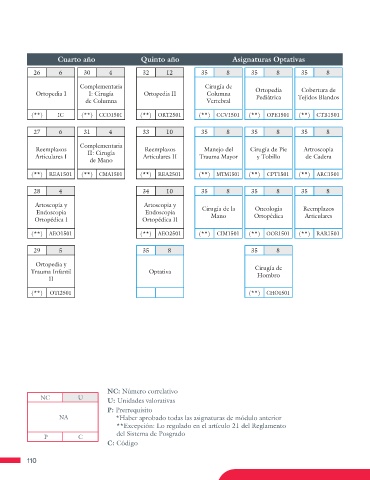 Cuarto año Quinto año Asignaturas Optativas
26 6 30 4 32 12 35 8 35 8 35 8
Ortopedia I
Complementaria
I: Cirugía
de Columna
Ortopedia II
Cirugía de
Columna
Vertebral
Ortopedia
Pediátrica
Cobertura de
Tejidos Blandos
(**) IC (**) CCO1501 (**) ORT2501 (**) CCV1501 (**) OPE1501 (**) CTB1501
27 6 31 4 33 10 35 8 35 8 35 8
Reemplazos
Articulares I
Complementaria
II: Cirugía
de Mano
Reemplazos
Articulares II
Manejo del
Trauma Mayor
Cirugía de Pie
y Tobillo
Artroscopia
de Cadera
(**) REA1501 (**) CMA1501 (**) REA2501 (**) MTM1501 (**) CPT1501 (**) ARC1501
28 4 34 10 35 8 35 8 35 8
Artoscopia y
Endoscopia
Ortopédica I
Artoscopia y
Endoscopia
Ortopédica II
Cirugía de la
Mano
Oncología
Ortopédica
Reemplazos
Articulares
(**) AEO1501 (**) AEO2501 (**) CIM1501 (**) OOR1501 (**) RAR1501
29 5 35 8 35 8
Ortopedia y
Trauma Infantil
II
Optativa
Cirugía de
Hombro
(**) OTI2501 (**) CHO1501
NC U
NA
P C
NC: Número correlativo
U: Unidades valorativas
P: Prerrequisito
*Haber aprobado todas las asignaturas de módulo anterior
**Excepción: Lo regulado en el artículo 21 del Reglamento
del Sistema de Posgrado
C: Código
110